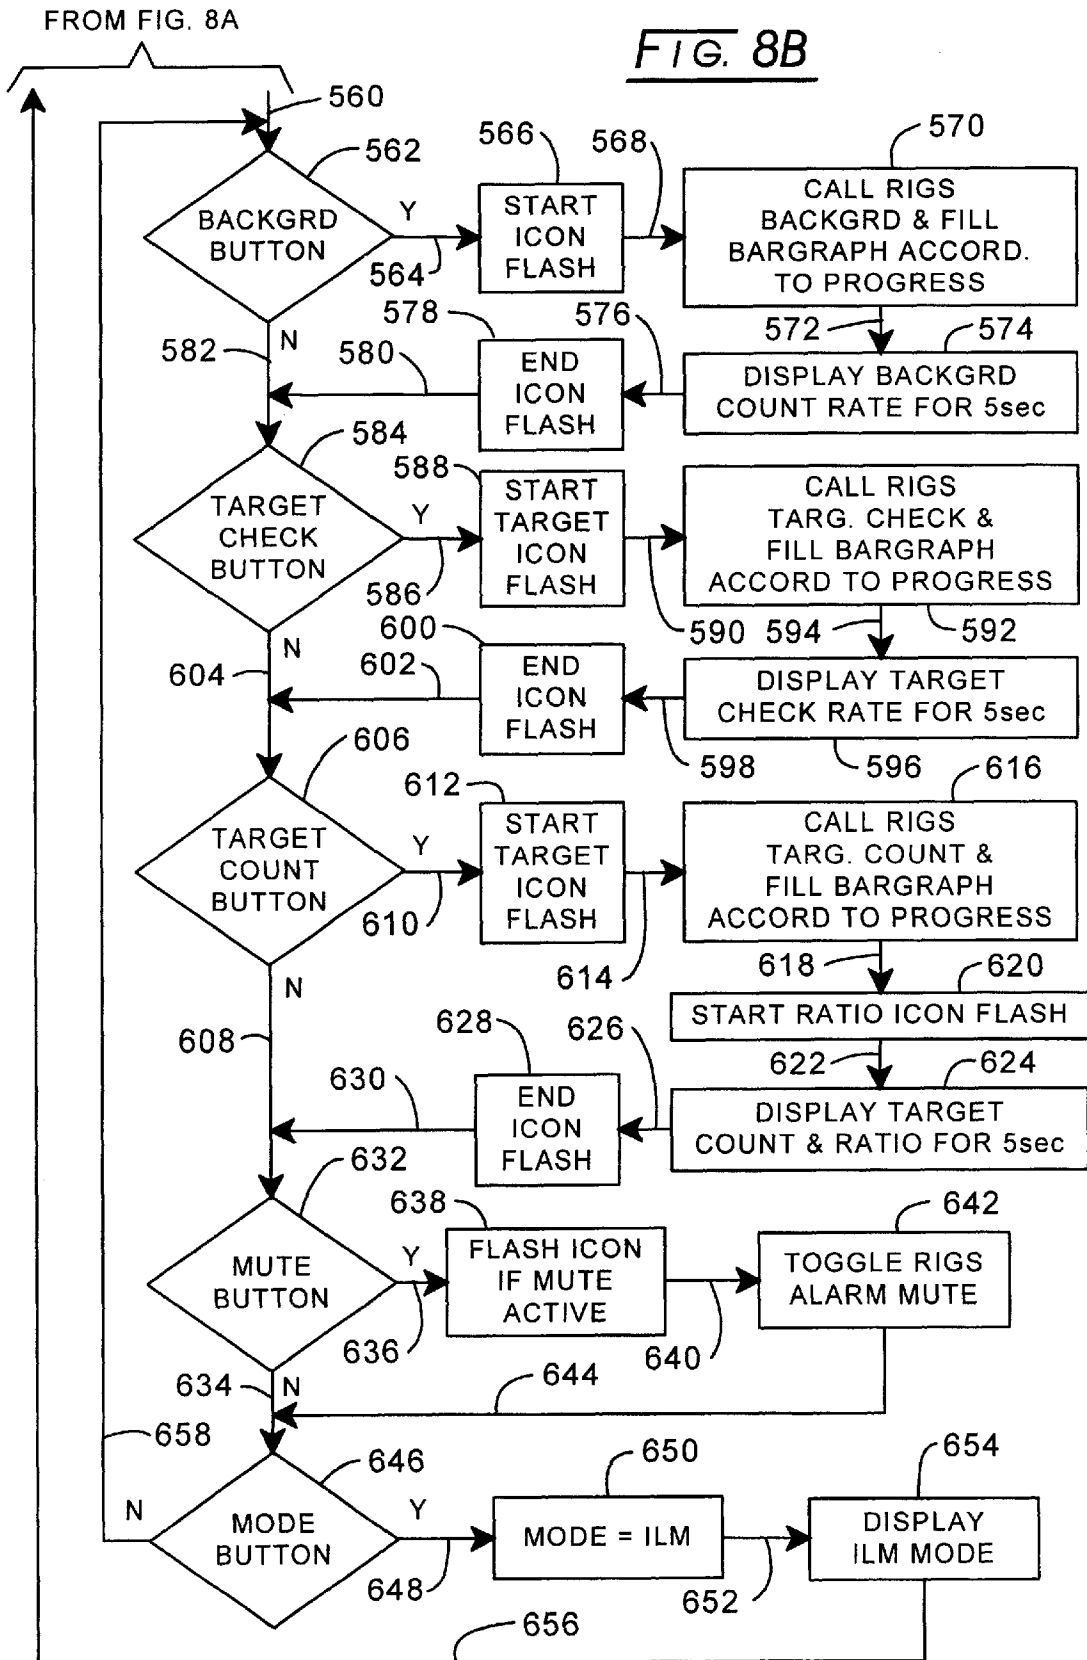 FROM FIG. 8A
FIG. 8B
560
562
566
568
570
BACKGRD
BUTTON
Y
564
START
ICON
FLASH
CALL RIGS
BACKGRD & FILL
BARGRAPH ACCORD.
TO PROGRESS
N
582
578
580
576
572
574
END
ICON
FLASH
DISPLAY BACKGRD
COUNT RATE FOR 5sec
584
588
TARGET
CHECK
BUTTON
Y
586
START
TARGET
ICON
FLASH
590
CALL RIGS
TARG. CHECK &
FILL BARGRAPH
ACCORD TO PROGRESS
594
592
N
604
600
602
END
ICON
FLASH
598
DISPLAY TARGET
CHECK RATE FOR 5sec
596
606
612
616
TARGET
COUNT
BUTTON
Y
610
START
TARGET
ICON
FLASH
614
CALL RIGS
TARG. COUNT &
FILL BARGRAPH
ACCORD TO PROGRESS
618
620
START RATIO ICON FLASH
N
608
628
626
622
624
630
END
ICON
FLASH
DISPLAY TARGET
COUNT & RATIO FOR 5sec
632
638
642
MUTE
BUTTON
Y
636
FLASH ICON
IF MUTE
ACTIVE
640
TOGGLE RIGS
ALARM MUTE
634
N
644
658
646
650
654
N
MODE
BUTTON
Y
648
MODE = ILM
652
DISPLAY
ILM MODE
656